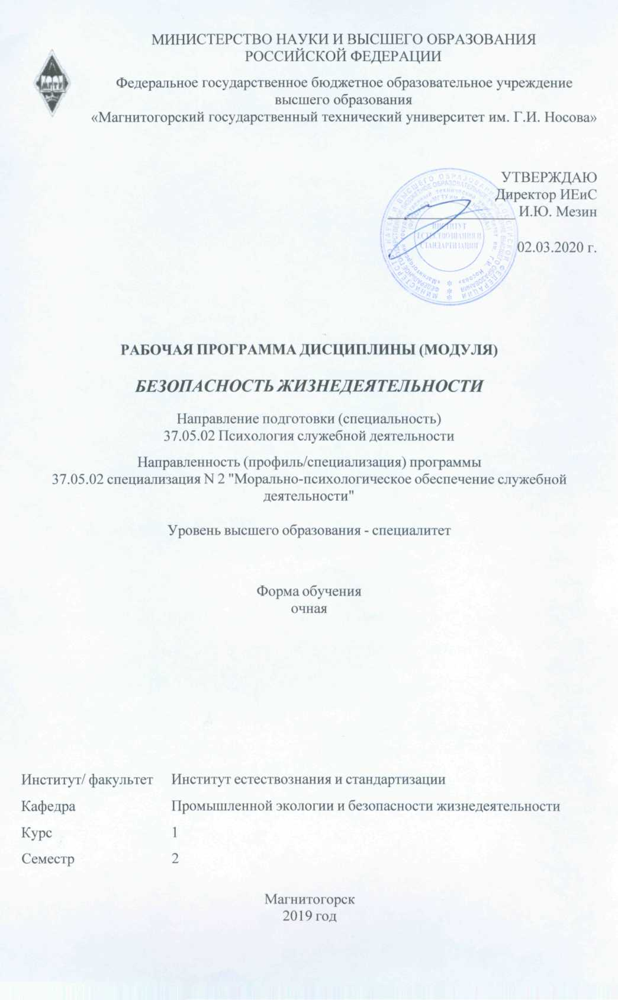 МИНИСТЕРСТВО НАУКИ И ВЫСШЕГО ОБРАЗОВАНИЯ
РОССИЙСКОЙ ФЕДЕРАЦИИ
МГТУ
Федеральное государственное бюджетное образовательное учреждение
высшего образования
«Магнитогорский государственный технический университет им. Г.И. Носова»
УТВЕРЖДАЮ
Директор ИЕиС
И.Ю. Мезин
02.03.2020 г.
ИНСТИТУТ
ЕСТЕСТВОЗНАНИЯ И
СТАНДАРТИЗАЦИИ
РАБОЧАЯ ПРОГРАММА ДИСЦИПЛИНЫ (МОДУЛЯ)
БЕЗОПАСНОСТЬ ЖИЗНЕДЕЯТЕЛЬНОСТИ
Направление подготовки (специальность)
37.05.02 Психология служебной деятельности
Направленность (профиль/специализация) программы
37.05.02 специализация N 2 "Морально-психологическое обеспечение служебной
деятельности"
Уровень высшего образования - специалитет
Форма обучения
очная
Институт/ факультет Институт естествознания и стандартизации
Кафедра Промышленной экологии и безопасности жизнедеятельности
Курс 1
Семестр 2
Магнитогорск
2019 год